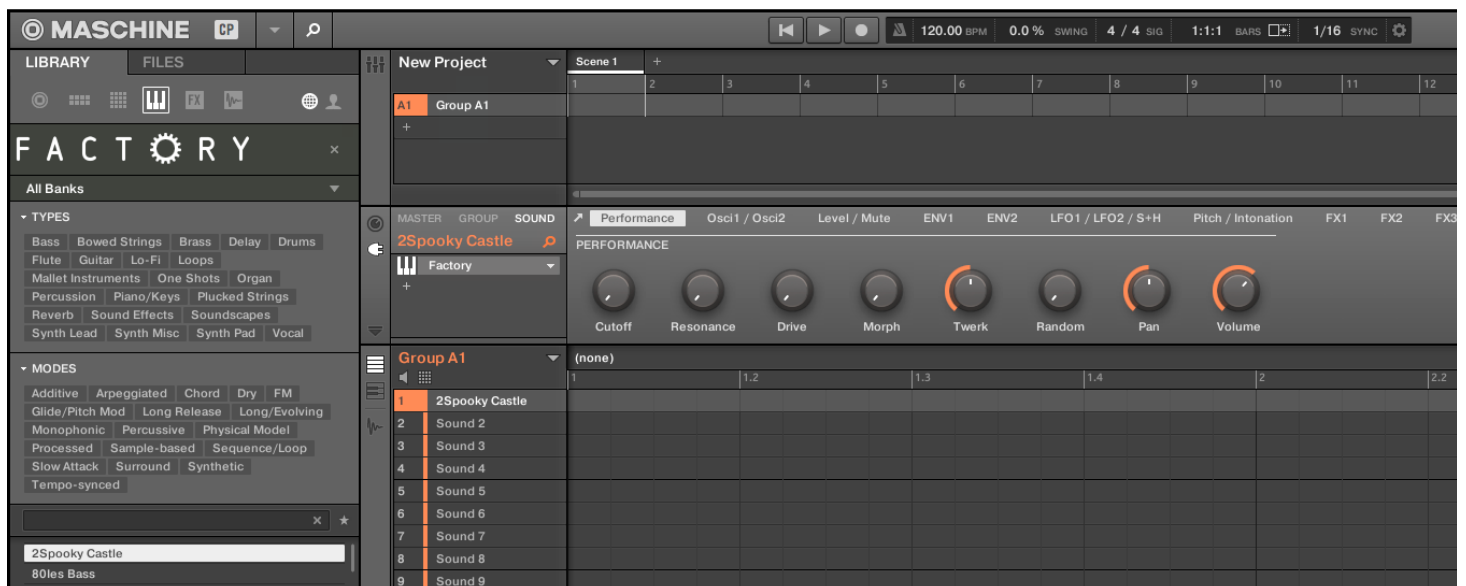 MASCHINE CP
120.00 BPM 0.0 % SWING 4 / 4 SIG 1:1:1 BARS 1/16 SYNC
LIBRARY FILES
FX
FACTORY
All Banks
TYPES
Bass Bowed Strings Brass Delay Drums
Flute Guitar Lo-Fi Loops
Mallet Instruments One Shots Organ
Percussion Piano/Keys Plucked Strings
Reverb Sound Effects Soundscapes
Synth Lead Synth Misc Synth Pad Vocal
MODES
Additive Arpeggiated Chord Dry FM
Glide/Pitch Mod Long Release Long/Evolving
Monophonic Percussive Physical Model
Processed Sample-based Sequence/Loop
Slow Attack Surround Synthetic
Tempo-synced
2Spooky Castle
80les Bass
New Project
A1 Group A1
+
Scene 1 +
1 2 3 4 5 6 7 8 9 10 11 12
MASTER GROUP SOUND
2Spooky Castle
Factory
+
Performance Osci1 / Osci2 Level / Mute ENV1 ENV2 LFO1 / LFO2 / S+H Pitch / Intonation FX1 FX2 FX3
PERFORMANCE
Cutoff Resonance Drive Morph Twerk Random Pan Volume
Group A1
(none)
1 1.2 1.3 1.4 2 2.2
1 2Spooky Castle
2 Sound 2
3 Sound 3
4 Sound 4
5 Sound 5
6 Sound 6
7 Sound 7
8 Sound 8
9 Sound 9